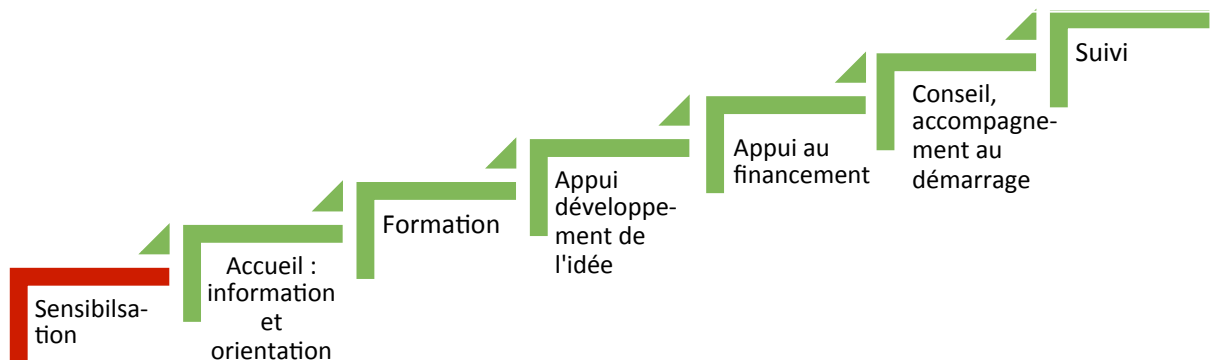 Sensibilsa-
tion
Accueil :
information
et
orientation
Formation
Appui
développe-
ment de
l'idée
Appui au
financement
Conseil,
accompagne-
ment au
démarrage
Suivi